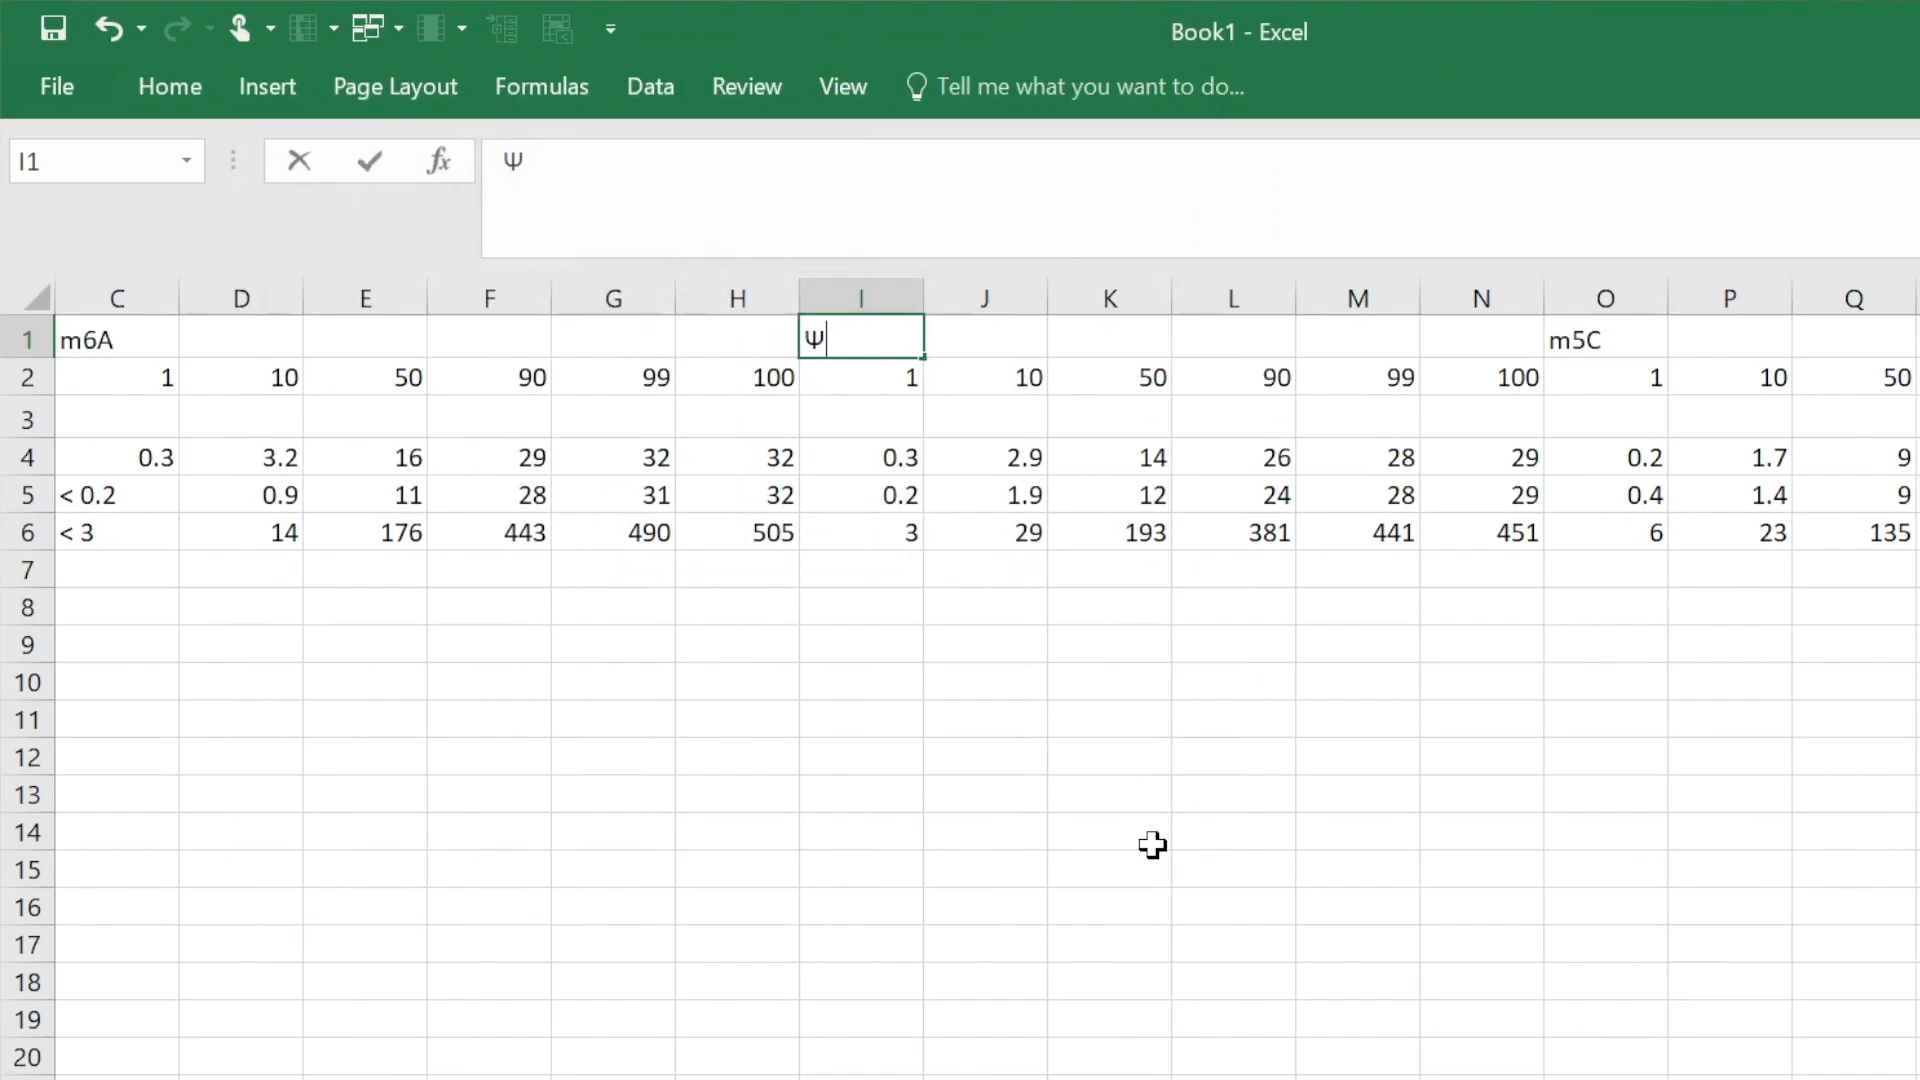 Book1 - Excel
File Home Insert Page Layout Formulas Data Review View Tell me what you want to do...
I1 fx Ψ
C D E F G H I J K L M N O P Q
1 m6A Ψ m5C
2 1 10 50 90 99 100 1 10 50 90 99 100 1 10 50
3
4 0.3 3.2 16 29 32 32 0.3 2.9 14 26 28 29 0.2 1.7 9
5 < 0.2 0.9 11 28 31 32 0.2 1.9 12 24 28 29 0.4 1.4 9
6 < 3 14 176 443 490 505 3 29 193 381 441 451 6 23 135
7
8
9
10
11
12
13
14
15
16
17
18
19
20